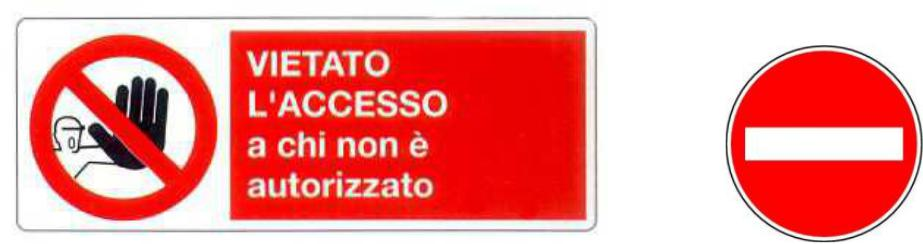 VIETATO
L'ACCESSO
a chi non è
autorizzato